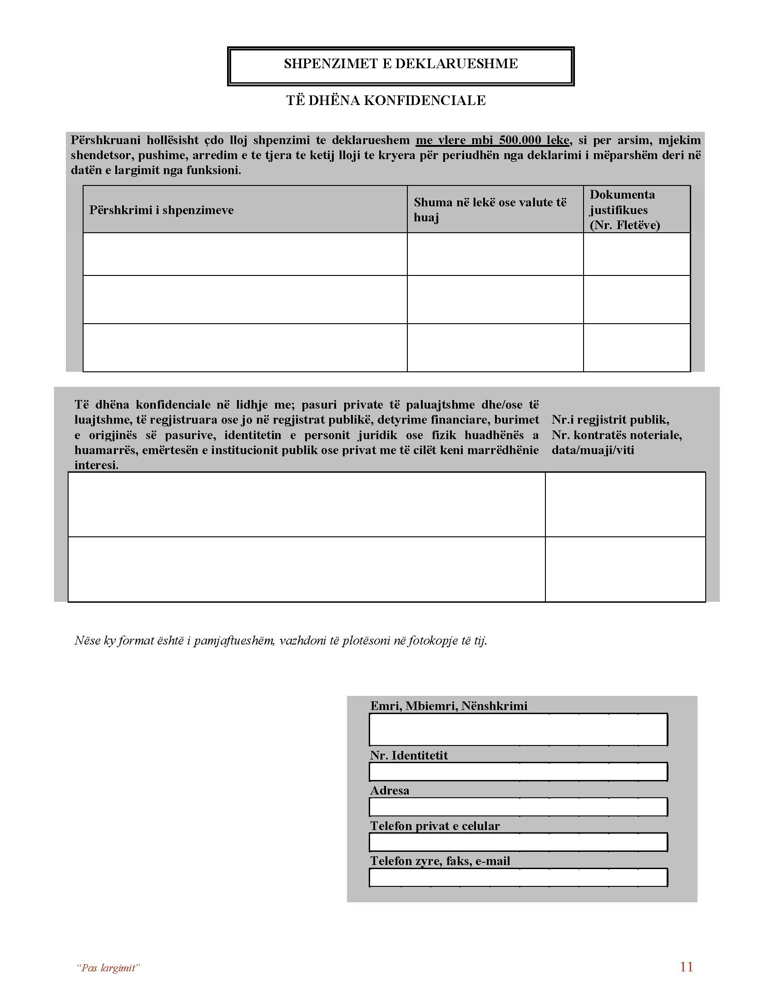 SHPENZIMET E DEKLARUESHME
TË DHËNA KONFIDENCIALE
Përshkruani hollësisht çdo lloj shpenzimi te deklarueshem me vlere mbi 500.000 leke, si per arsim, mjekim
shendetsor, pushime, arredim e te tjera te ketij lloji te kryera për periudhën nga deklarimi i mëparshëm deri në
datën e largimit nga funksioni.
Përshkrimi i shpenzimeve
Shuma në lekë ose valute të
huaj
Dokumenta
justifikues
(Nr. Fletëve)
Të dhëna konfidenciale në lidhje me; pasuri private të paluajtshme dhe/ose të
luajtshme, të regjistruara ose jo në regjistrat publikë, detyrime financiare, burimet
e origjinës së pasurive, identitetin e personit juridik ose fizik huadhënës a
huamarrës, emërtesën e institucionit publik ose privat me të cilët keni marrëdhënie
interesi.
Nr.i regjistrit publik,
Nr. kontratës noteriale,
data/muaji/viti
Nëse ky format është i pamjaftueshëm, vazhdoni të plotësoni në fotokopje të tij.
Emri, Mbiemri, Nënshkrimi
Nr. Identitetit
Adresa
Telefon privat e celular
Telefon zyre, faks, e-mail
“Pas largimit”
11